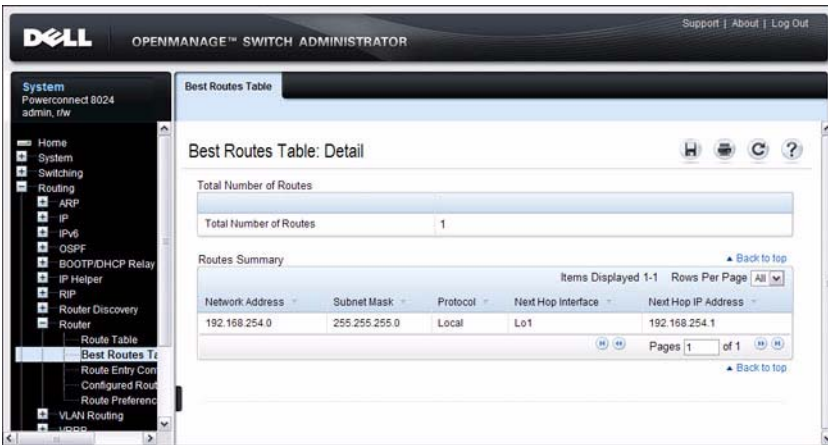 Support | About | Log Out
DELL OPENMANAGE™ SWITCH ADMINISTRATOR
System
Powerconnect 8024
admin, r/w
Home
System
Switching
Routing
ARP
IP
IPv6
OSPF
BOOTP/DHCP Relay
IP Helper
RIP
Router Discovery
Router
Route Table
Best Routes Ta
Route Entry Con
Configured Rout
Route Preferenc
VLAN Routing
VRRP
Best Routes Table
Best Routes Table: Detail
Total Number of Routes
Total Number of Routes 1
Routes Summary Back to top
Items Displayed 1-1 Rows Per Page All
Network Address Subnet Mask Protocol Next Hop Interface Next Hop IP Address
192.168.254.0 255.255.255.0 Local Lo1 192.168.254.1
Pages 1 of 1
Back to top